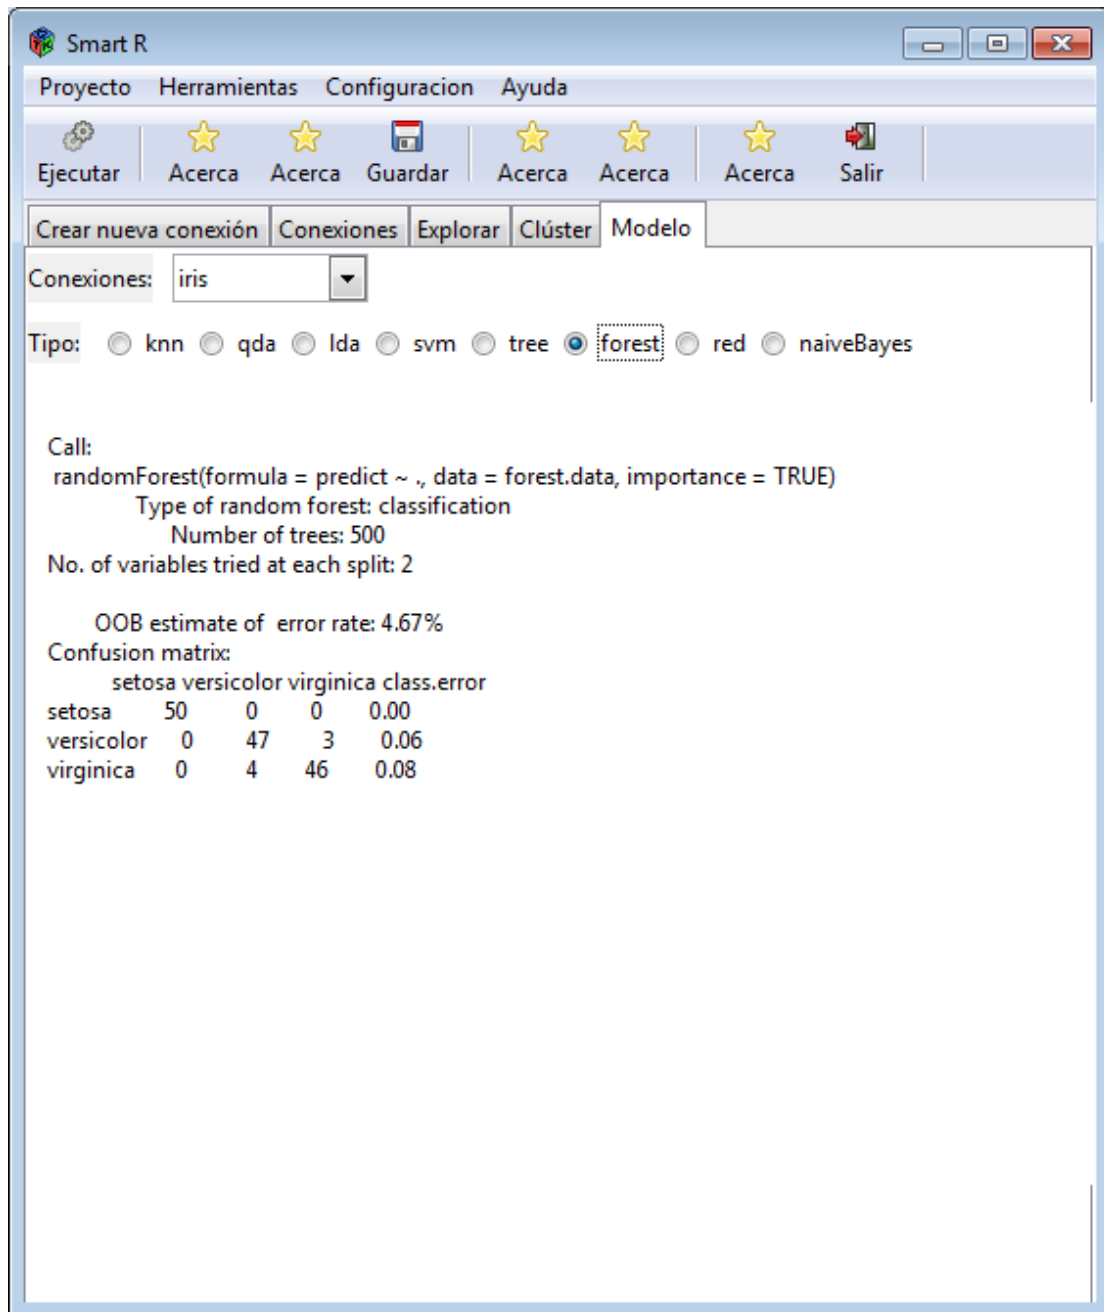 Smart R
Proyecto Herramientas Configuracion Ayuda
Ejecutar Acerca Acerca Guardar Acerca Acerca Acerca Salir
Crear nueva conexión Conexiones Explorar Clúster Modelo
Conexiones: iris
Tipo: knn qda lda svm tree forest red naiveBayes
Call:
randomForest(formula = predict ~ ., data = forest.data, importance = TRUE)
Type of random forest: classification
Number of trees: 500
No. of variables tried at each split: 2
OOB estimate of  error rate: 4.67%
Confusion matrix:
setosa versicolor virginica class.error
setosa 50 0 0 0.00
versicolor 0 47 3 0.06
virginica 0 4 46 0.08